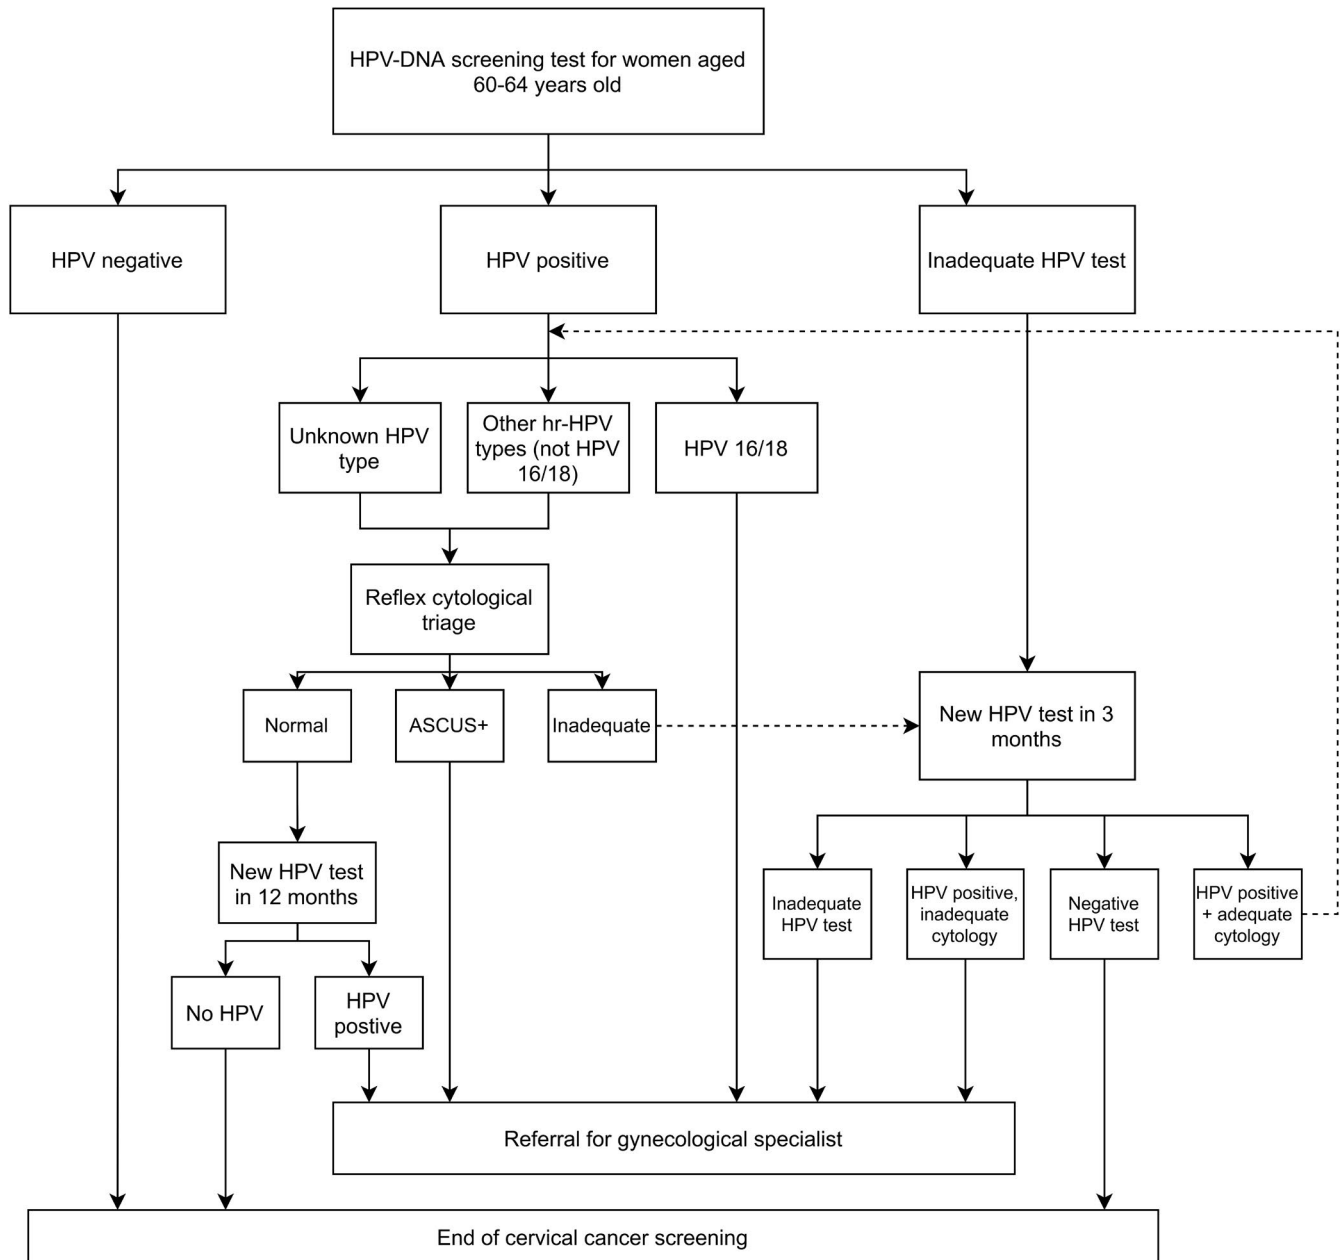 HPV-DNA screening test for women aged
60-64 years old
HPV negative
HPV positive
Inadequate HPV test
Unknown HPV
type
Other hr-HPV
types (not HPV
16/18)
HPV 16/18
Reflex cytological
triage
Normal
ASCUS+
Inadequate
New HPV test in 3
months
New HPV test
in 12 months
Inadequate
HPV test
HPV positive,
inadequate
cytology
Negative
HPV test
HPV positive
+ adequate
cytology
No HPV
HPV
postive
Referral for gynecological specialist
End of cervical cancer screening